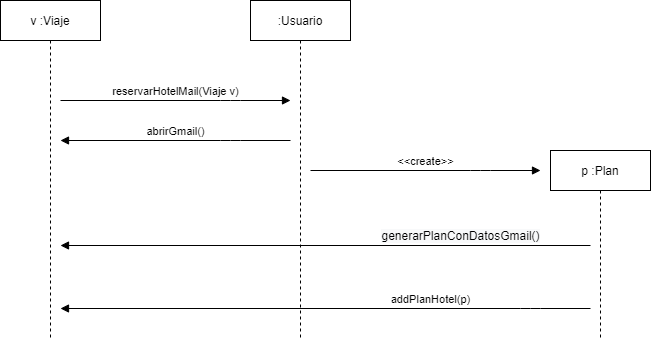 v :Viaje
:Usuario
reservarHotelMail(Viaje v)
abrirGmail()
<<create>>
p :Plan
generarPlanConDatosGmail()
addPlanHotel(p)